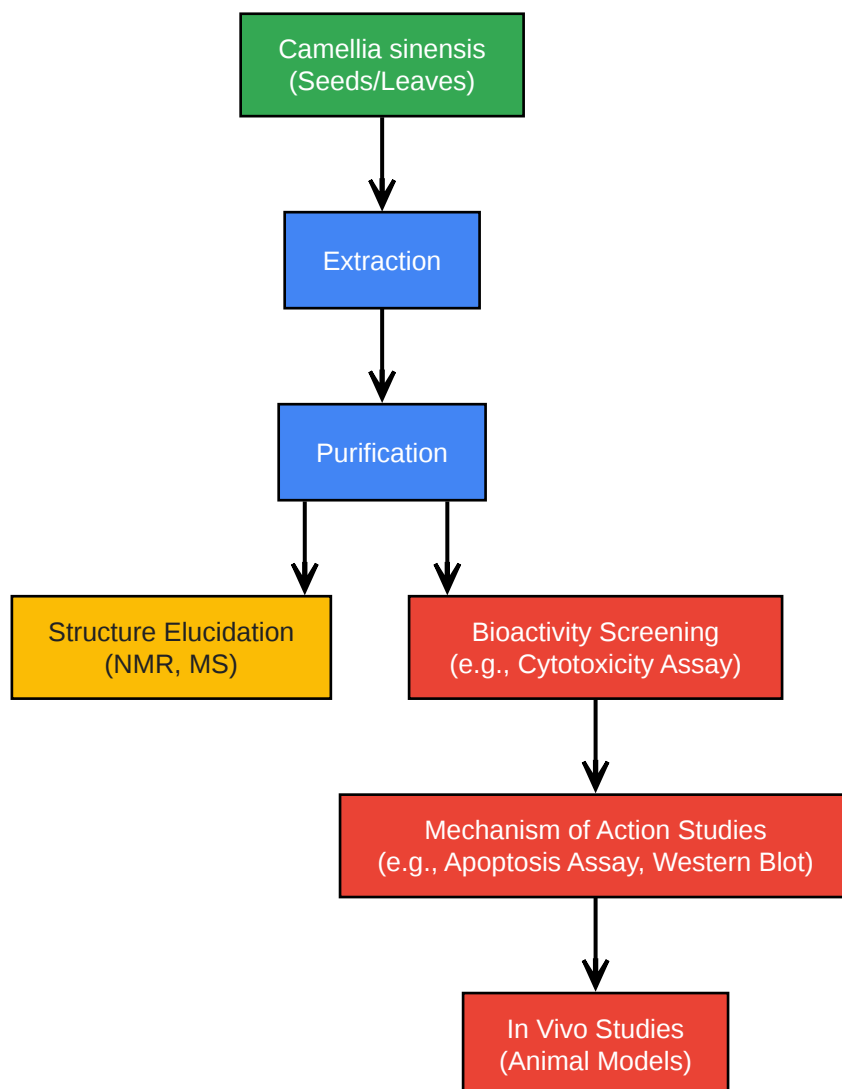 Camellia sinensis
(Seeds/Leaves)
Extraction
Purification
Structure Elucidation
(NMR, MS)
Bioactivity Screening
(e.g., Cytotoxicity Assay)
Mechanism of Action Studies
(e.g., Apoptosis Assay, Western Blot)
In Vivo Studies
(Animal Models)